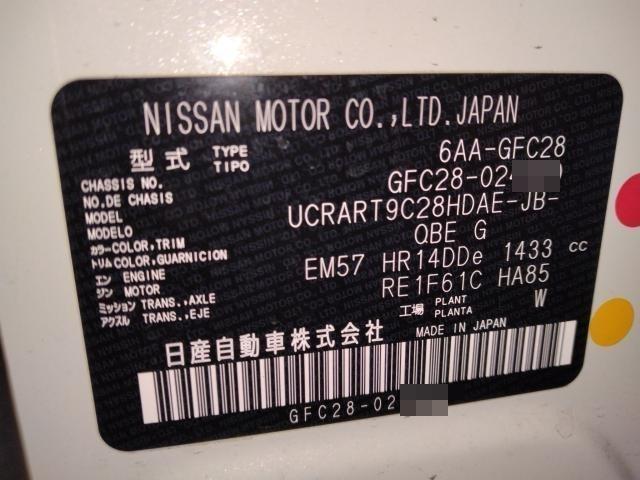 NISSAN MOTOR CO.,LTD.JAPAN
型式 TYPE TIPO 6AA-GFC28
CHASSIS NO. NO.DE CHASIS GFC28-02
MODEL MODELO UCRART9C28HDAE-JB-
カラー COLOR,TRIM QBE G
トリム COLOR,GUARNICION
エンジン ENGINE MOTOR EM57 HR14DDe 1433 cc
ミッション TRANS.,AXLE RE1F61C HA85
アクスル TRANS.,EJE 工場 PLANT PLANTA W
日産自動車株式会社 MADE IN JAPAN
GFC28-02